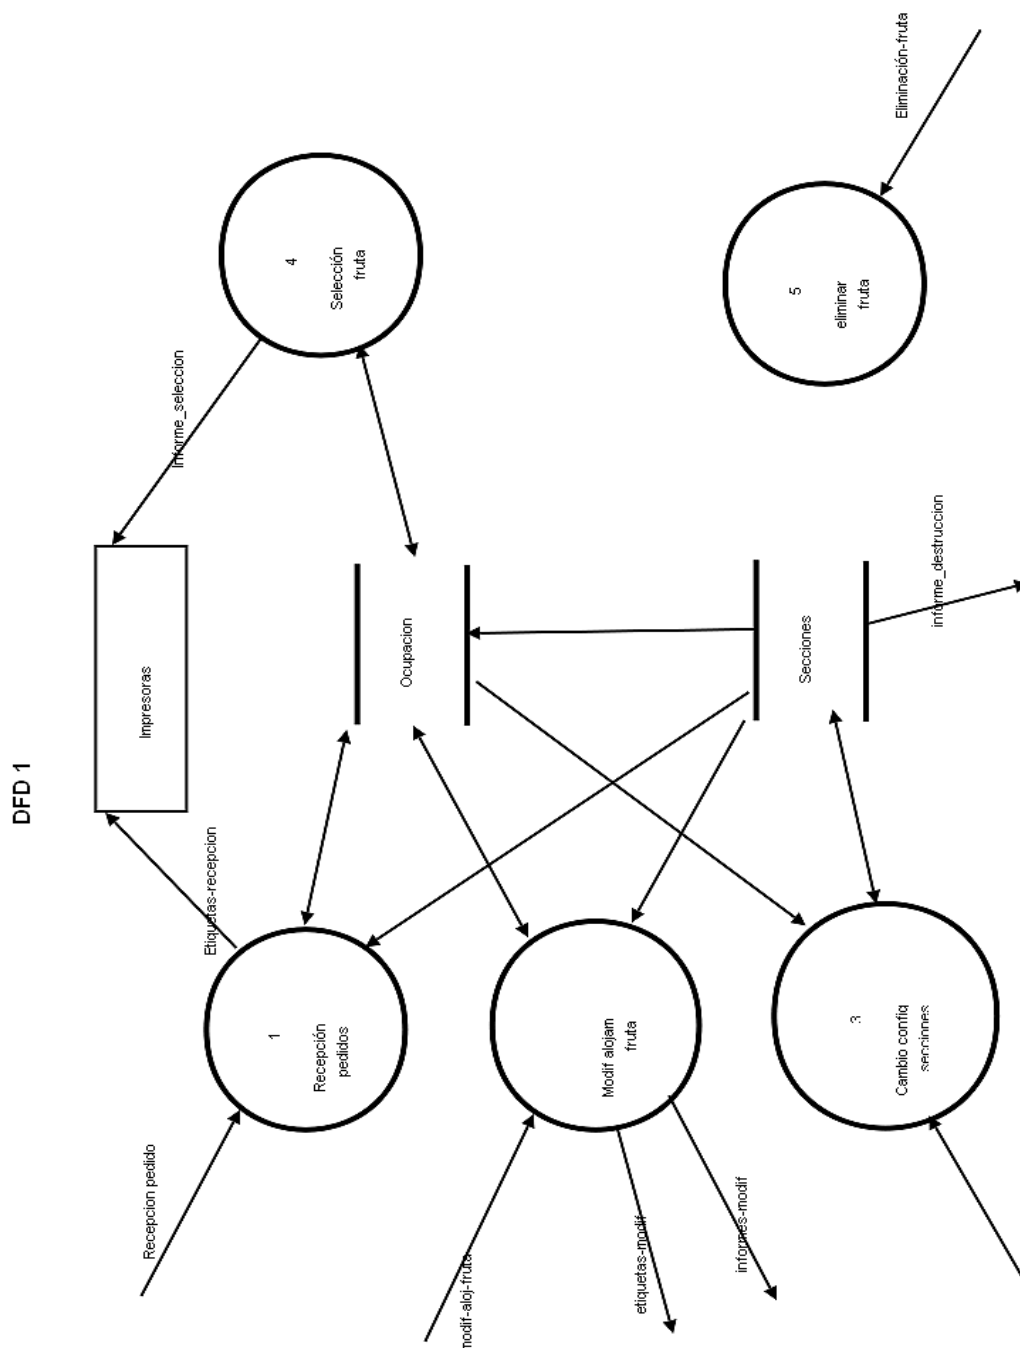 DFD 1
Impresoras
Etiquetas-recepcion
Informe_seleccion
Recepcion pedido
1
Recepción
pedidos
Ocupacion
4
Selección
fruta
modif-aloj-fruta
Modif alojam
fruta
etiquetas-modif
informes-modif
Secciones
5
eliminar
fruta
Eliminación-fruta
3
Cambio config
secciones
informe_destruccion